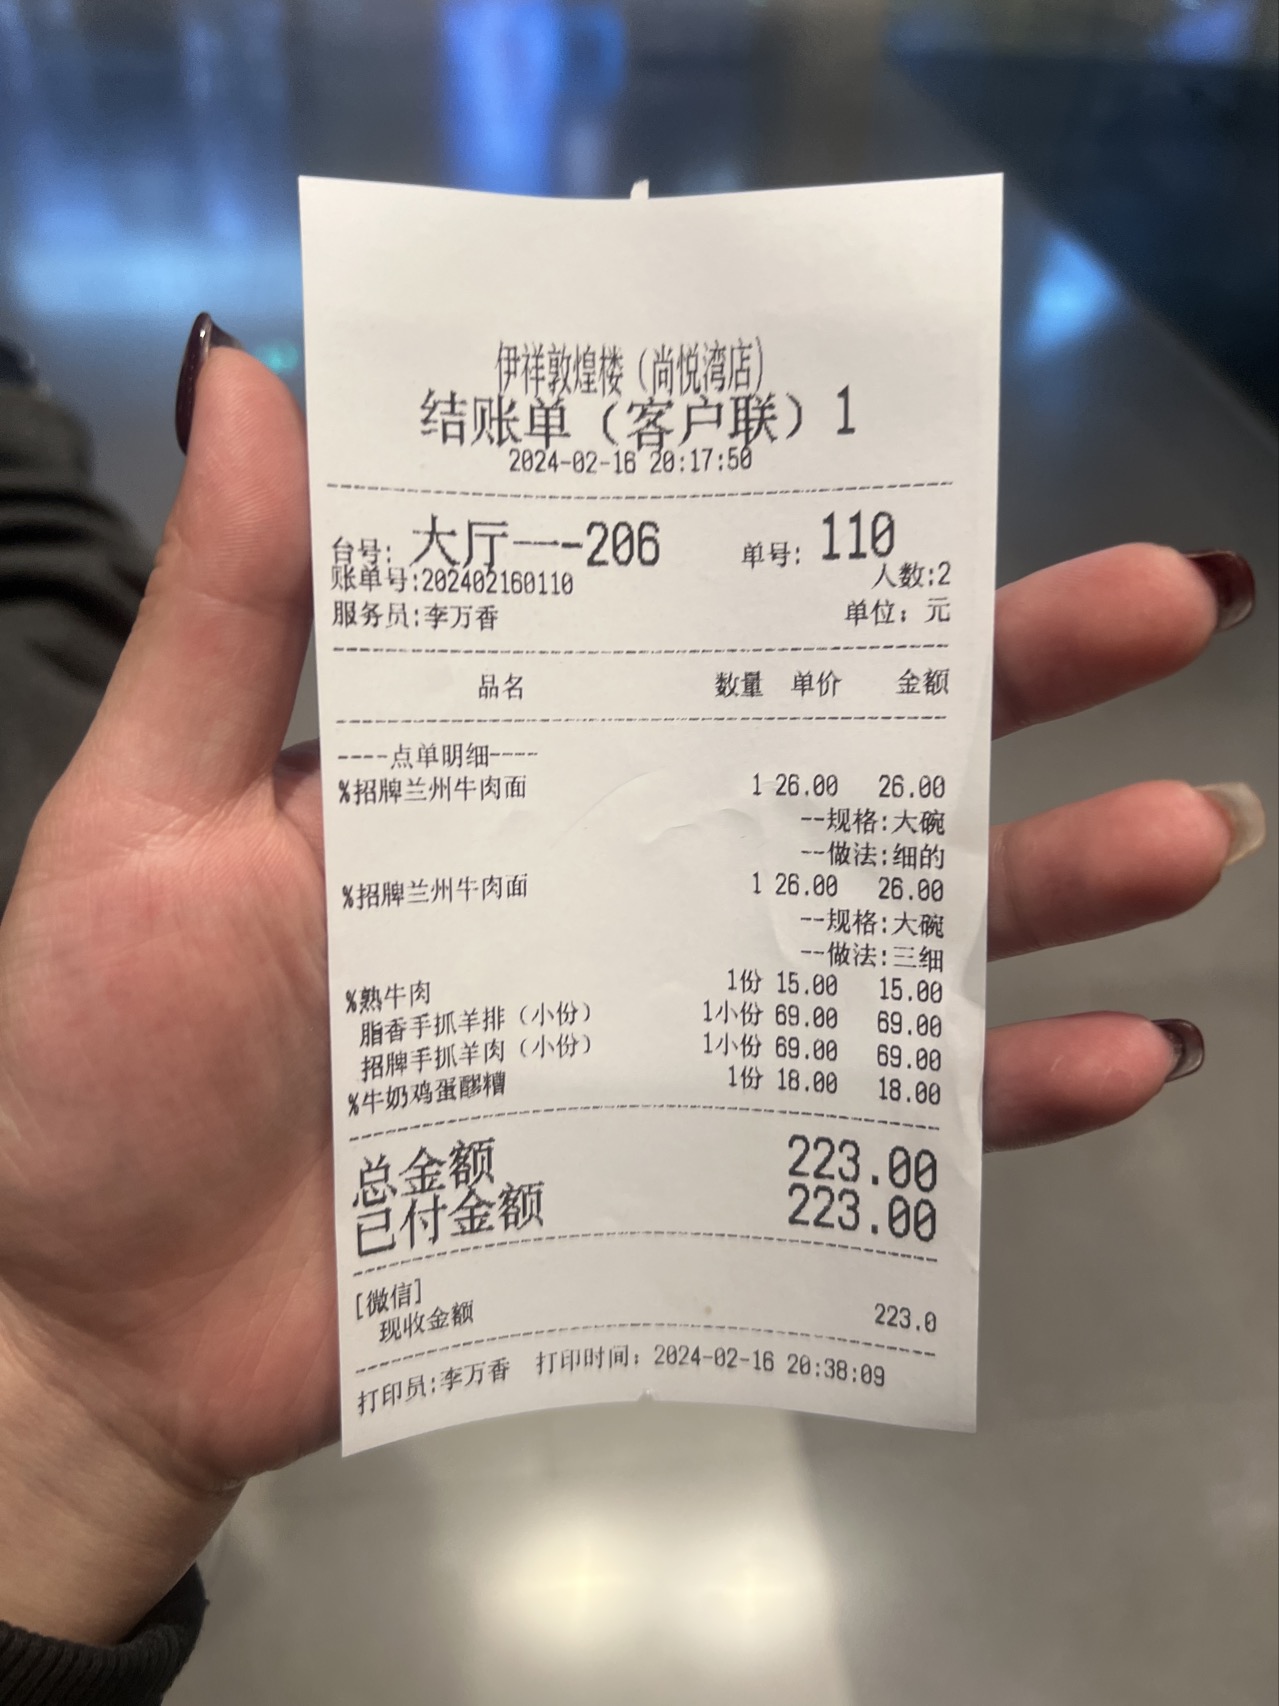 伊祥敦煌楼（尚悦湾店）
结账单（客户联）1
2024-02-16 20:17:50
台号: 大厅一--206 单号: 110
账单号:202402160110 人数:2
服务员:李万香 单位：元
品名 数量 单价 金额
----点单明细----
%招牌兰州牛肉面 1 26.00 26.00
--规格:大碗
--做法:细的
%招牌兰州牛肉面 1 26.00 26.00
--规格:大碗
--做法:三细
%熟牛肉 1份 15.00 15.00
脂香手抓羊排（小份） 1小份 69.00 69.00
招牌手抓羊肉（小份） 1小份 69.00 69.00
%牛奶鸡蛋醪糟 1份 18.00 18.00
总金额 223.00
已付金额 223.00
[微信]
现收金额 223.0
打印员:李万香 打印时间：2024-02-16 20:38:09